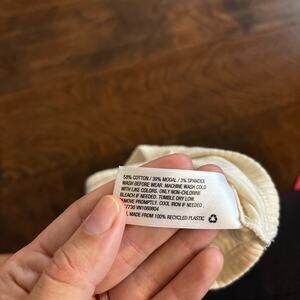 58% COTTON / 39% MODAL / 3% SPANDEX
WASH BEFORE WEAR. MACHINE WASH COLD
WITH LIKE COLORS. ONLY NON-CHLORINE
BLEACH IF NEEDED. TUMBLE DRY LOW.
REMOVE PROMPTLY. COOL IRON IF NEEDED.
MADE FROM 100% RECYCLED PLASTIC